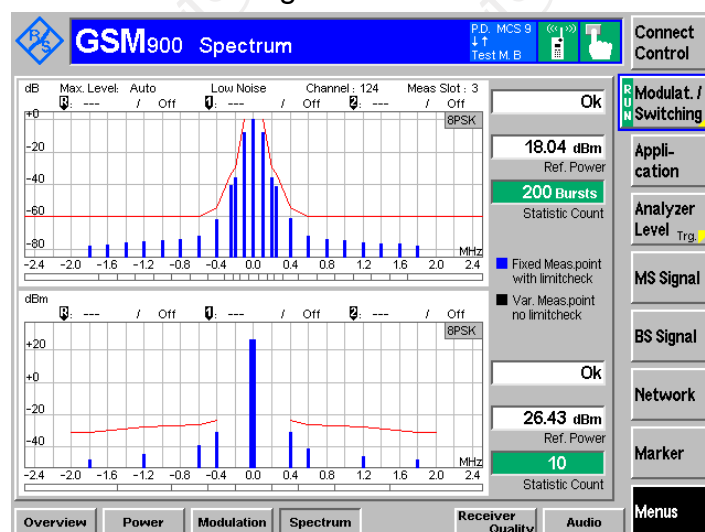 R/S
GSM900 Spectrum
P.D. MCS 9
↓↑
Test M. B
Connect
Control
dB Max. Level: Auto Low Noise Channel : 124 Meas Slot : 3
R: --- / Off 1: --- / Off 2: --- / Off
8PSK
+0
-20
-40
-60
-80
MHz
-2.4 -2.0 -1.6 -1.2 -0.8 -0.4 0.0 0.4 0.8 1.2 1.6 2.0 2.4
Ok
18.04 dBm
Ref. Power
200 Bursts
Statistic Count
Fixed Meas.point
with limitcheck
Var. Meas.point
no limitcheck
dBm
R: --- / Off 1: --- / Off 2: --- / Off
8PSK
+20
+0
-20
-40
MHz
-2.4 -2.0 -1.6 -1.2 -0.8 -0.4 0.0 0.4 0.8 1.2 1.6 2.0 2.4
Ok
26.43 dBm
Ref. Power
10
Statistic Count
RUN
Modulat. /
Switching
Appli-
cation
Analyzer
Level Trg.
MS Signal
BS Signal
Network
Marker
Menus
Overview
Power
Modulation
Spectrum
Receiver
Quality
Audio